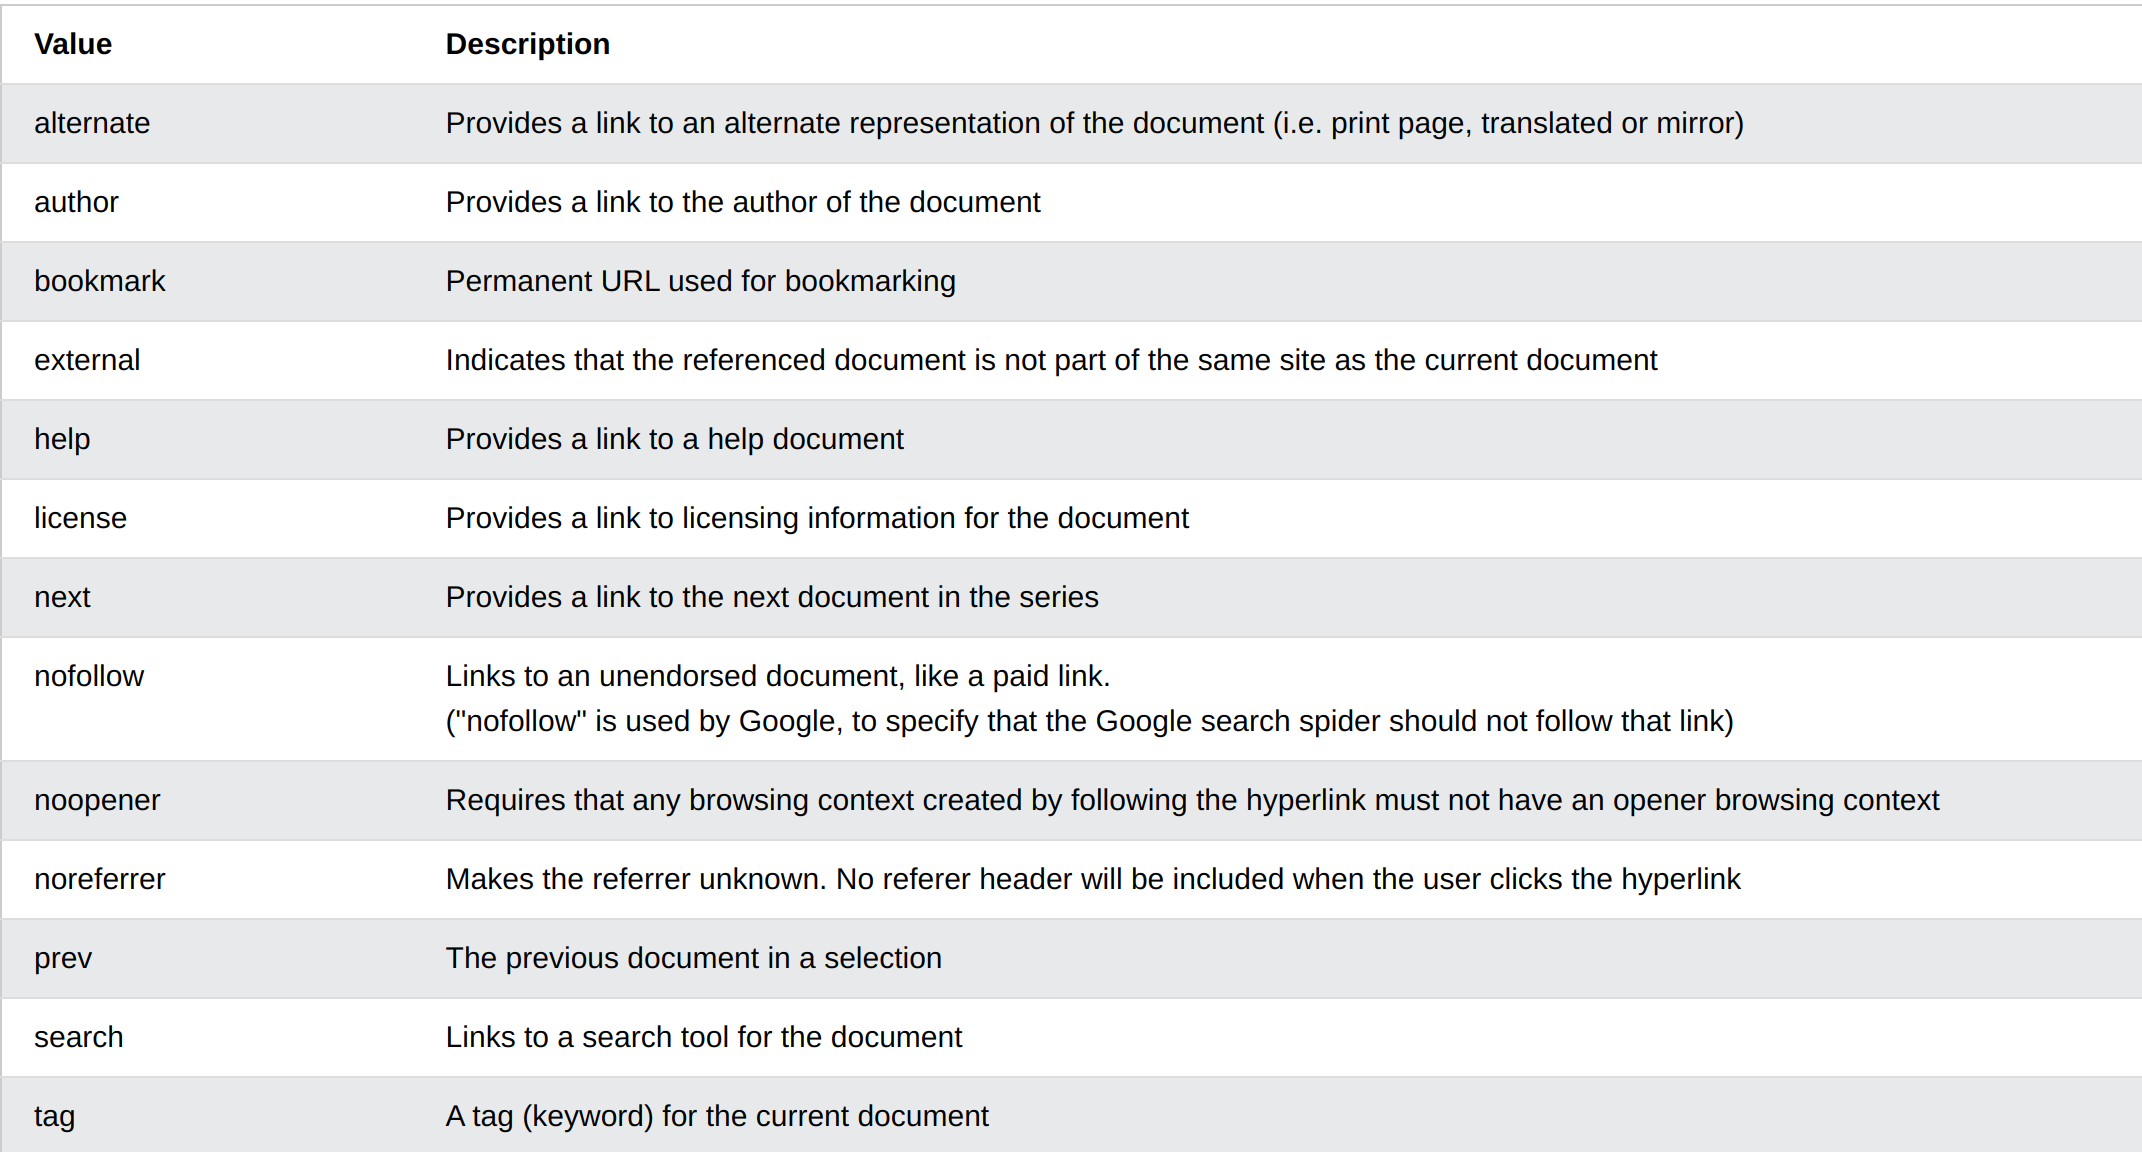 Value Description
alternate Provides a link to an alternate representation of the document (i.e. print page, translated or mirror)
author Provides a link to the author of the document
bookmark Permanent URL used for bookmarking
external Indicates that the referenced document is not part of the same site as the current document
help Provides a link to a help document
license Provides a link to licensing information for the document
next Provides a link to the next document in the series
nofollow Links to an unendorsed document, like a paid link.
("nofollow" is used by Google, to specify that the Google search spider should not follow that link)
noopener Requires that any browsing context created by following the hyperlink must not have an opener browsing context
noreferrer Makes the referrer unknown. No referer header will be included when the user clicks the hyperlink
prev The previous document in a selection
search Links to a search tool for the document
tag A tag (keyword) for the current document